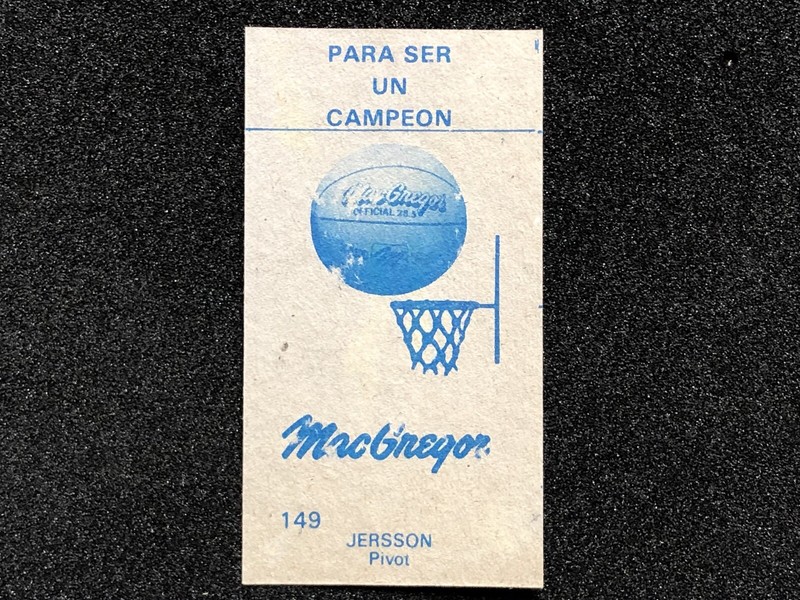 PARA SER
UN
CAMPEON
MacGregor
OFFICIAL 28.5
MacGregor
149
JERSSON
Pivot